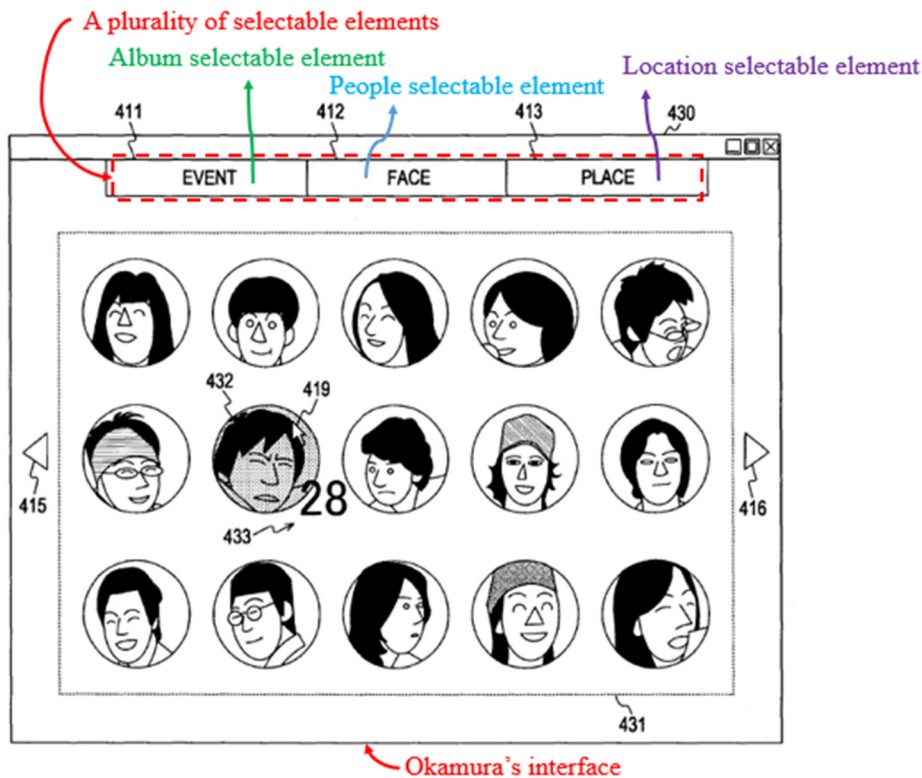 A plurality of selectable elements
Album selectable element
People selectable element
Location selectable element
411
412
413
430
EVENT
FACE
PLACE
432
419
415
28
433
416
431
Okamura's interface